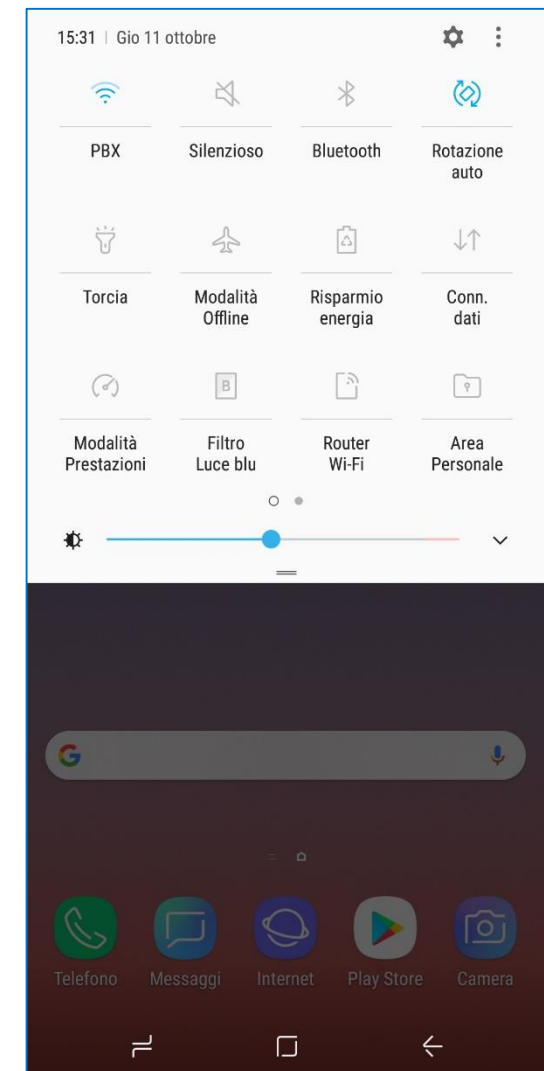 15:31 | Gio 11 ottobre
PBX Silenzioso Bluetooth Rotazione
auto
Torcia Modalità Risparmio Conn.
Offline energia dati
B
Modalità Filtro Router Area
Prestazioni Luce blu Wi-Fi Personale
G
Telefono Messaggi Internet Play Store Camera